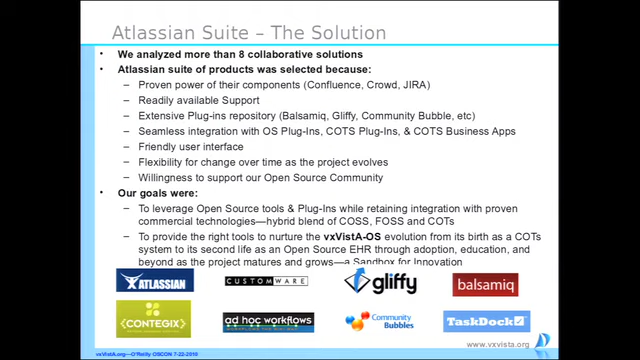 Atlassian Suite – The Solution
• We analyzed more than 8 collaborative solutions
• Atlassian suite of products was selected because:
– Proven power of their components (Confluence, Crowd, JIRA)
– Readily available Support
– Extensive Plug-ins repository (Balsamiq, Gliffy, Community Bubble, etc)
– Seamless integration with OS Plug-Ins, COTS Plug-Ins, & COTS Business Apps
– Friendly user interface
– Flexibility for change over time as the project evolves
– Willingness to support our Open Source Community
• Our goals were:
– To leverage Open Source tools & Plug-Ins while retaining integration with proven
commercial technologies—hybrid blend of COSS, FOSS and COTs
– To provide the right tools to nurture the vxVistA-OS evolution from its birth as a COTs
system to its second life as an Open Source EHR through adoption, education, and
beyond as the project matures and grows—a Sandbox for Innovation
ATLASSIAN
CUSTOMWARE
gliffy
balsamiq
CONTEGIX
ad hoc workflows
Community
Bubbles
TaskDock
www.vxvista.org
vxVistA.org—O'Reilly OSCON 7-22-2010